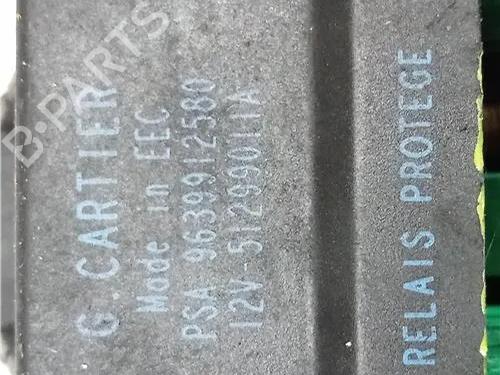 G.CARTIER
Made in EEC
PSA 9639912580
12V-51299011A
RELAIS PROTEGE
B-PARTS